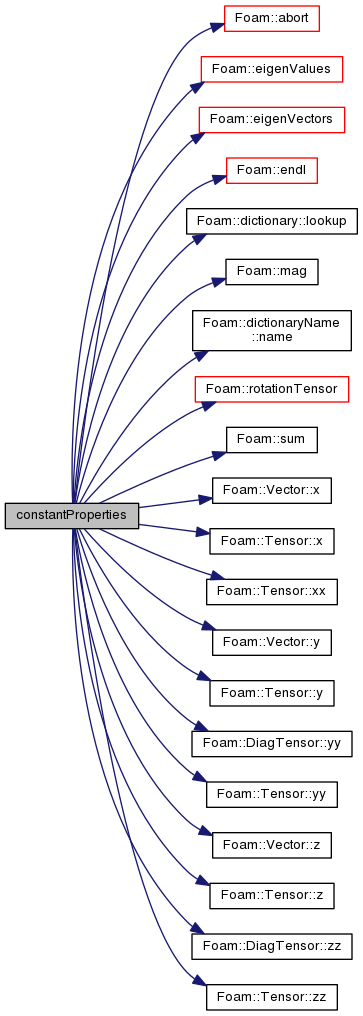 Foam::abort
Foam::eigenValues
Foam::eigenVectors
Foam::endl
Foam::dictionary::lookup
Foam::mag
Foam::dictionaryName
::name
Foam::rotationTensor
Foam::sum
Foam::Vector::x
constantProperties
Foam::Tensor::x
Foam::Tensor::xx
Foam::Vector::y
Foam::Tensor::y
Foam::DiagTensor::yy
Foam::Tensor::yy
Foam::Vector::z
Foam::Tensor::z
Foam::DiagTensor::zz
Foam::Tensor::zz